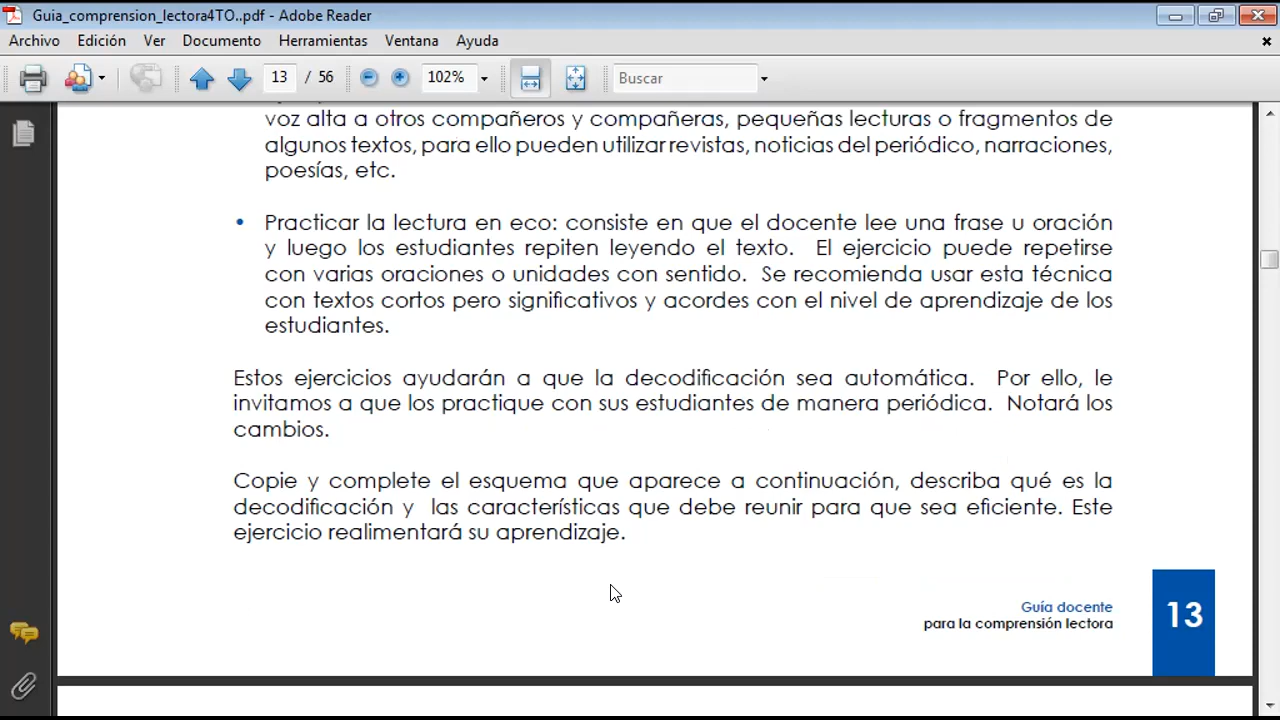 Guia_comprension_lectora4TO..pdf - Adobe Reader
Archivo Edición Ver Documento Herramientas Ventana Ayuda
13 / 56 102% Buscar
voz alta a otros compañeros y compañeras, pequeñas lecturas o fragmentos de
algunos textos, para ello pueden utilizar revistas, noticias del periódico, narraciones,
poesías, etc.
• Practicar la lectura en eco: consiste en que el docente lee una frase u oración
y luego los estudiantes repiten leyendo el texto. El ejercicio puede repetirse
con varias oraciones o unidades con sentido. Se recomienda usar esta técnica
con textos cortos pero significativos y acordes con el nivel de aprendizaje de los
estudiantes.
Estos ejercicios ayudarán a que la decodificación sea automática. Por ello, le
invitamos a que los practique con sus estudiantes de manera periódica. Notará los
cambios.
Copie y complete el esquema que aparece a continuación, describa qué es la
decodificación y las características que debe reunir para que sea eficiente. Este
ejercicio realimentará su aprendizaje.
Guía docente
para la comprensión lectora
13